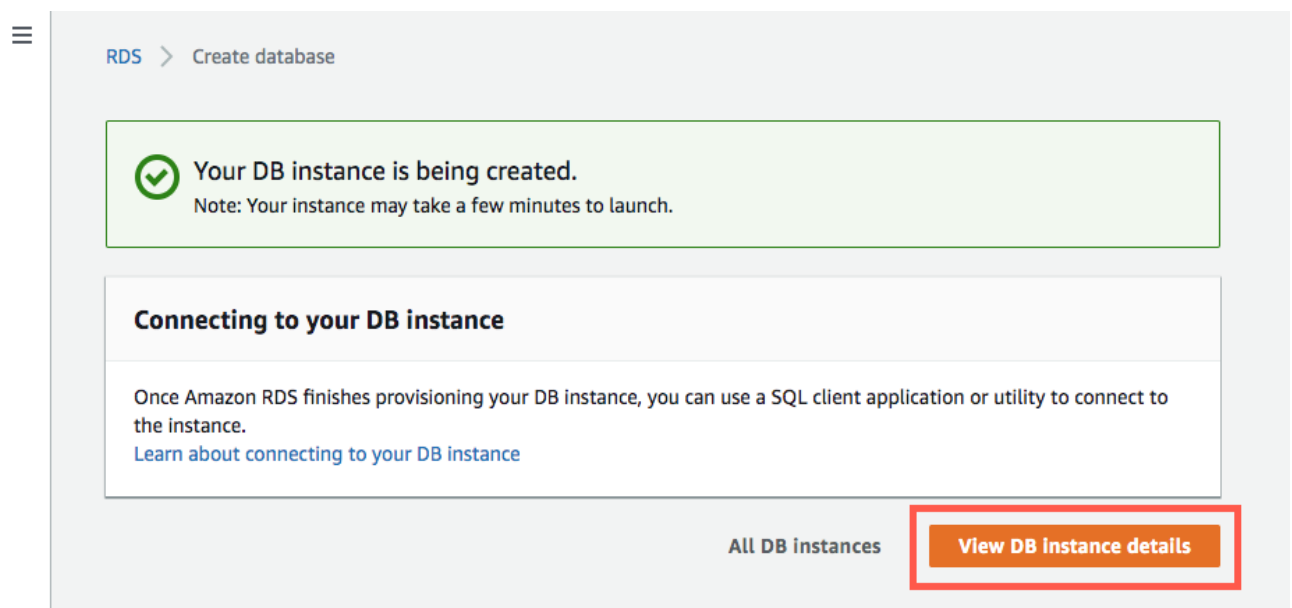 RDS > Create database
Your DB instance is being created.
Note: Your instance may take a few minutes to launch.
Connecting to your DB instance
Once Amazon RDS finishes provisioning your DB instance, you can use a SQL client application or utility to connect to
the instance.
Learn about connecting to your DB instance
All DB instances View DB instance details